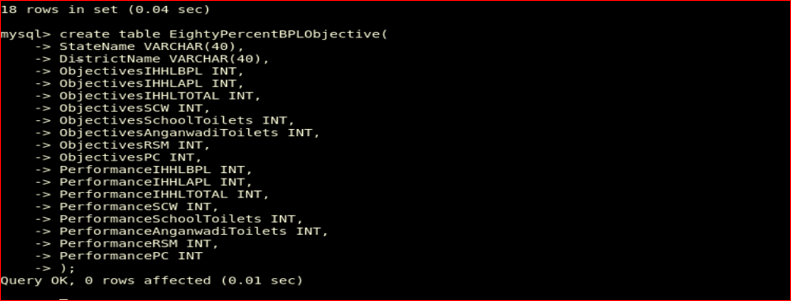 18 rows in set (0.04 sec)
mysql> create table EightyPercentBPLObjective(
-> StateName VARCHAR(40),
-> DistrictName VARCHAR(40),
-> ObjectivesIHHLBPL INT,
-> ObjectivesIHHLAPL INT,
-> ObjectivesIHHLTOTAL INT,
-> ObjectivesSCW INT,
-> ObjectivesSchoolToilets INT,
-> ObjectivesAnganwadiToilets INT,
-> ObjectivesRSM INT,
-> ObjectivesPC INT,
-> PerformanceIHHLBPL INT,
-> PerformanceIHHLAPL INT,
-> PerformanceIHHLTOTAL INT,
-> PerformanceSCW INT,
-> PerformanceSchoolToilets INT,
-> PerformanceAnganwadiToilets INT,
-> PerformanceRSM INT,
-> PerformancePC INT
-> );
Query OK, 0 rows affected (0.01 sec)